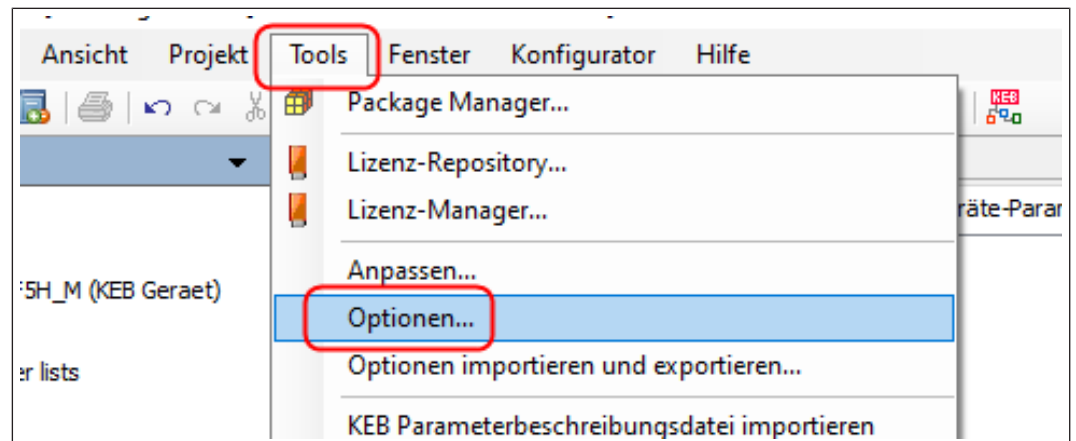 Ansicht Projekt Tools Fenster Konfigurator Hilfe
Package Manager...
KEB
Lizenz-Repository...
Lizenz-Manager...
räte-Parar
Anpassen...
5H_M (KEB Geraet)
Optionen...
Optionen importieren und exportieren...
er lists
KEB Parameterbeschreibungsdatei importieren